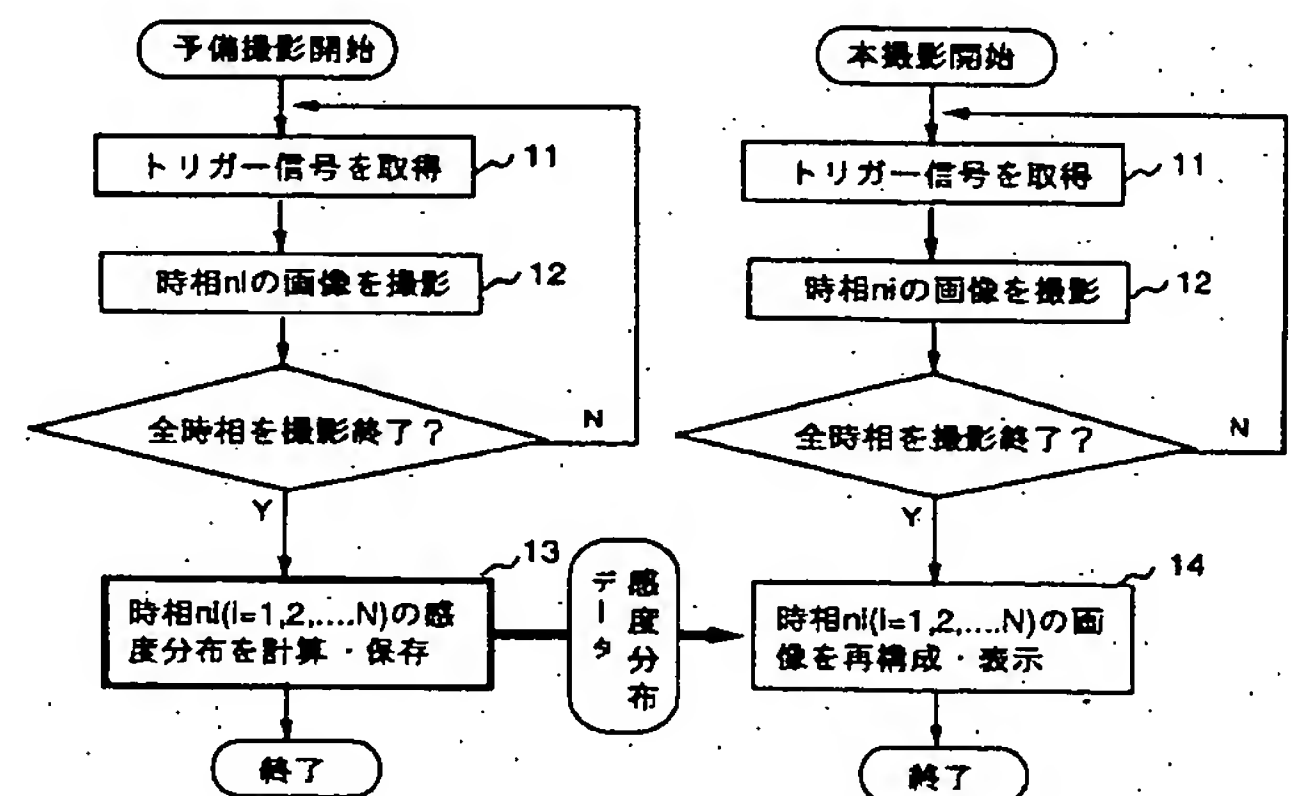 予備撮影開始
トリガー信号を取得
11
時相niの画像を撮影
12
全時相を撮影終了?
N
Y
13
時相ni(i=1,2,....N)の感
度分布を計算・保存
終了
感度分布
データ
本撮影開始
トリガー信号を取得
11
時相niの画像を撮影
12
全時相を撮影終了?
N
Y
14
時相ni(i=1,2,....N)の画
像を再構成・表示
終了